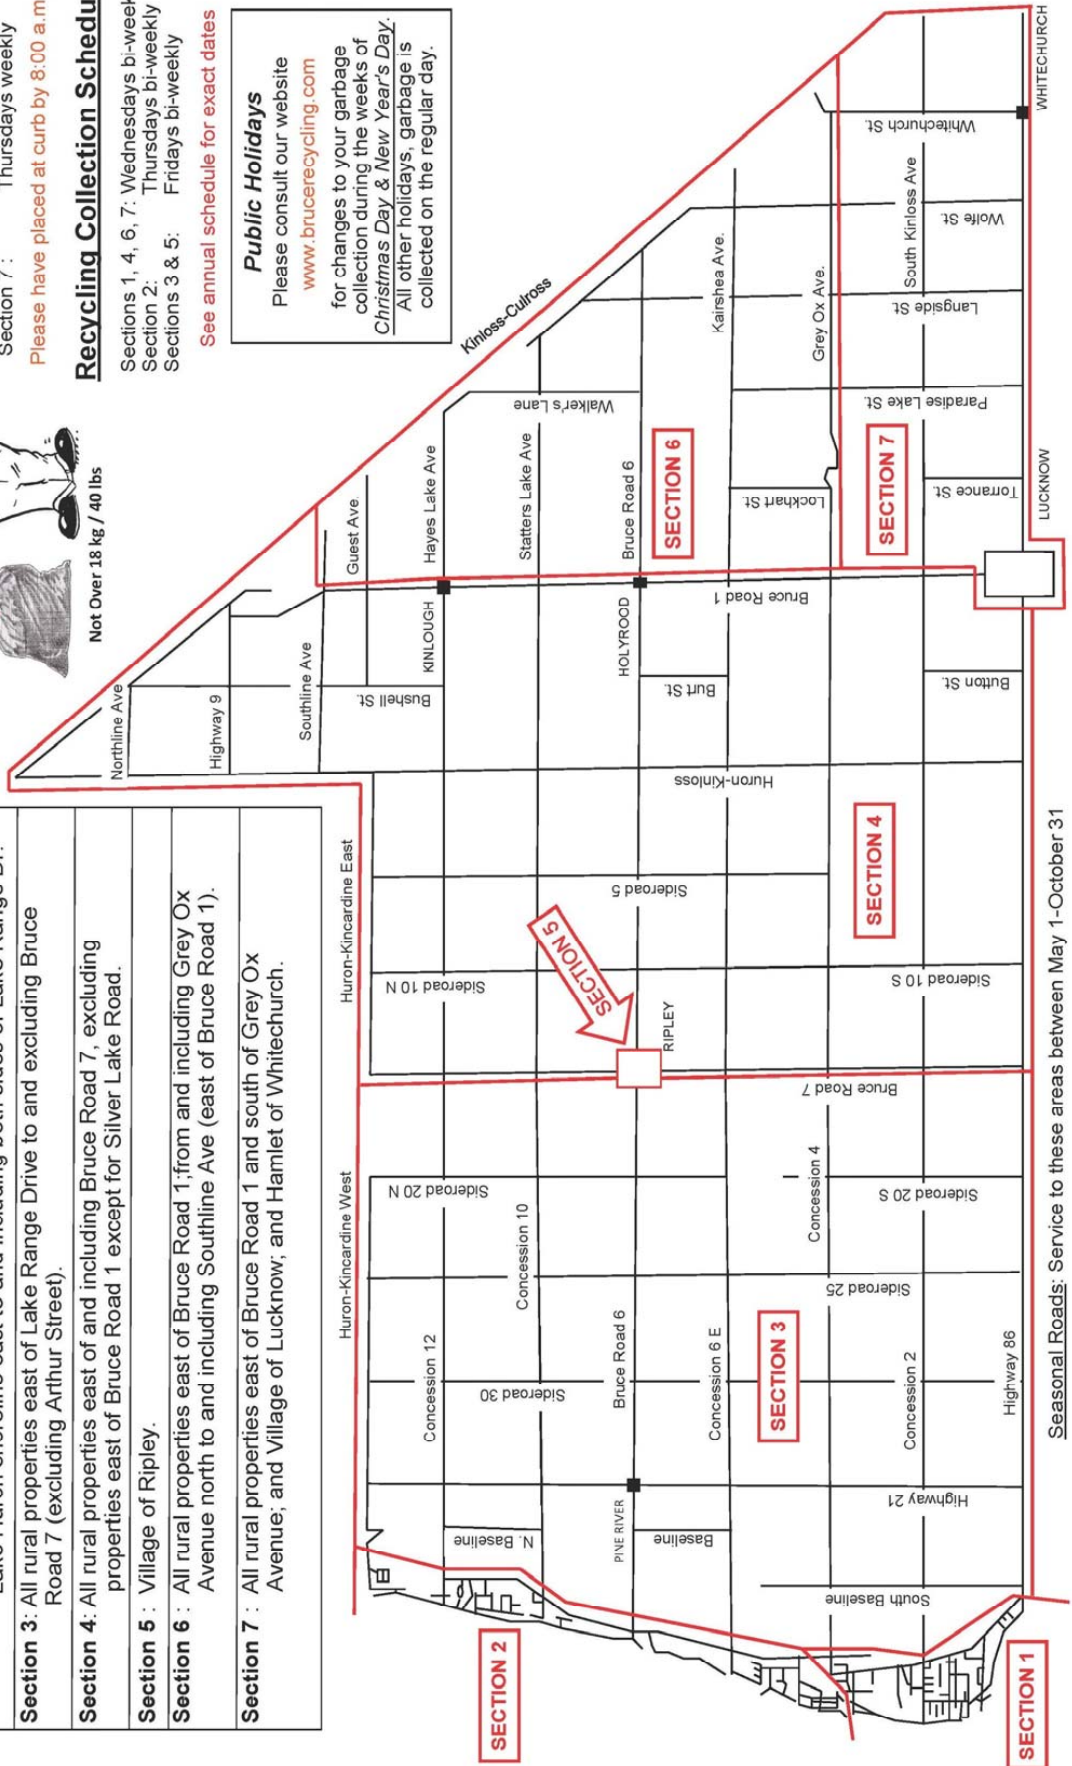 Section 7 : Thursdays weekly
Please have placed at curb by 8:00 a.m
Recycling Collection Schedu
Sections 1, 4, 6, 7: Wednesdays bi-week
Section 2: Thursdays bi-weekly
Sections 3 & 5: Fridays bi-weekly
See annual schedule for exact dates
Public Holidays
Please consult our website
www.brucerecycling.com
for changes to your garbage
collection during the weeks of
Christmas Day & New Year's Day.
All other holidays, garbage is
collected on the regular day.
Not Over 18 kg / 40 lbs
Section 3: All rural properties east of Lake Range Drive to and excluding Bruce
Road 7 (excluding Arthur Street).
Section 4: All rural properties east of and including Bruce Road 7, excluding
properties east of Bruce Road 1 except for Silver Lake Road.
Section 5 : Village of Ripley.
Section 6 : All rural properties east of Bruce Road 1;from and including Grey Ox
Avenue north to and including Southline Ave (east of Bruce Road 1).
Section 7 : All rural properties east of Bruce Road 1 and south of Grey Ox
Avenue; and Village of Lucknow; and Hamlet of Whitechurch.
Huron-Kincardine West
Huron-Kincardine East
Northline Ave
Highway 9
Southline Ave
Guest Ave
Hayes Lake Ave
Kinloss-Culross
KINLOUGH
Bushell St.
Statters Lake Ave
Walker's Lane
Bruce Road 6
HOLYROOD
SECTION 6
Kairshea Ave.
Grey Ox Ave.
Burt St.
Bruce Road 1
Lockhart St.
SECTION 7
Paradise Lake St.
Langside St.
South Kinloss Ave
Wolfe St.
Whitechurch St.
WHITECHURCH
Torrance St.
LUCKNOW
Button St.
Huron-Kinloss
Sideroad 5
SECTION 4
SECTION 5
Sideroad 10 N
Sideroad 10 S
RIPLEY
Bruce Road 7
Sideroad 20 N
Sideroad 20 S
Concession 4
Concession 10
Sideroad 25
Concession 12
Sideroad 30
Bruce Road 6
Concession 6 E
SECTION 3
Concession 2
Highway 86
Highway 21
N. Baseline
PINE RIVER
Baseline
South Baseline
SECTION 2
SECTION 1
Seasonal Roads: Service to these areas between May 1-October 31